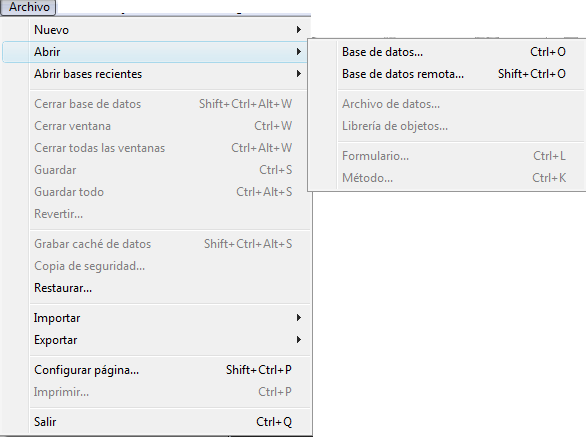 Archivo
Nuevo
Abrir
Abrir bases recientes
Cerrar base de datos Shift+Ctrl+Alt+W
Cerrar ventana Ctrl+W
Cerrar todas las ventanas Ctrl+Alt+W
Guardar Ctrl+S
Guardar todo Ctrl+Alt+S
Revertir...
Grabar caché de datos Shift+Ctrl+Alt+S
Copia de seguridad...
Restaurar...
Importar
Exportar
Configurar página... Shift+Ctrl+P
Imprimir... Ctrl+P
Salir Ctrl+Q
Base de datos... Ctrl+O
Base de datos remota... Shift+Ctrl+O
Archivo de datos...
Librería de objetos...
Formulario... Ctrl+L
Método... Ctrl+K